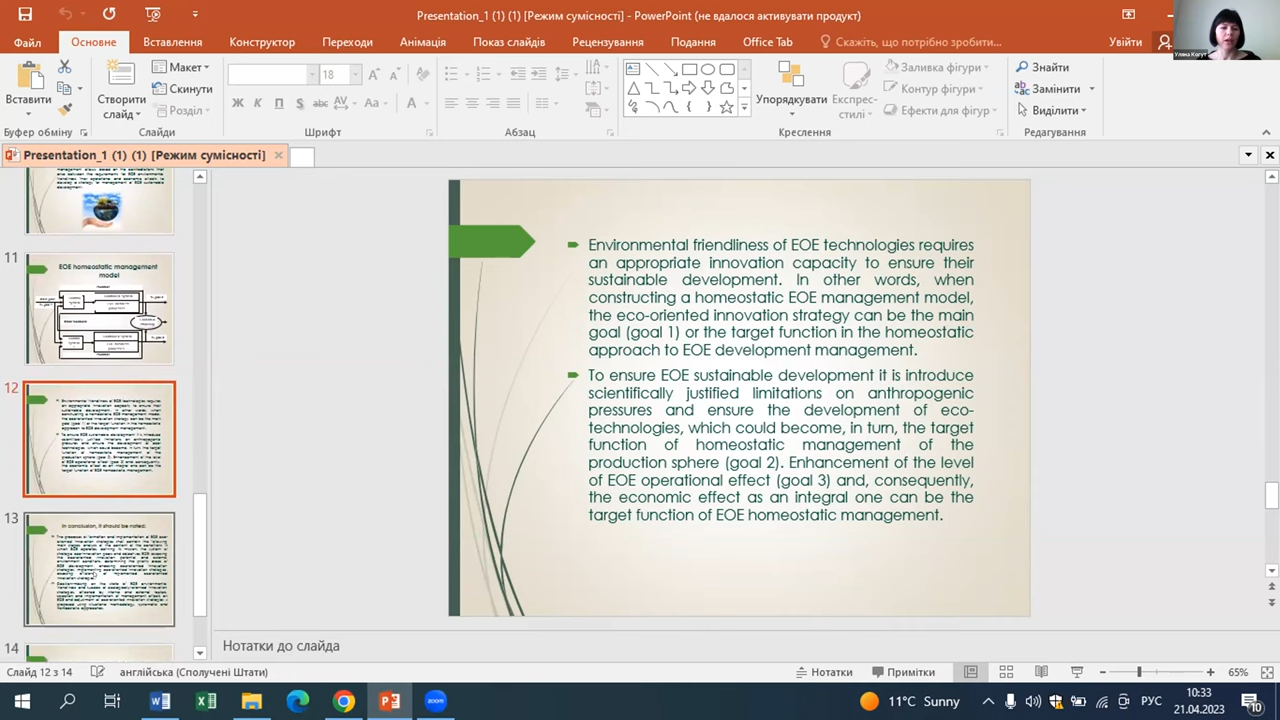 Presentation_1 (1) (1) [Режим сумісності] - PowerPoint (не вдалося активувати продукт)
Файл Основне Вставлення Конструктор Переходи Анімація Показ слайдів Рецензування Подання Office Tab Скажіть, що потрібно зробити... Увійти
Уляна Когут
Вставити
Створити слайд
Макет
Скинути
Розділ
18
Ж К П S abc AV Aa A
Упорядкувати
Експрес-стилі
Заливка фігури
Контур фігури
Ефекти для фігур
Знайти
Замінити
Виділити
Буфер обміну Слайди Шрифт Абзац Креслення Редагування
Presentation_1 (1) (1) [Режим сумісності]
11
EOE homeostatic management
model
12
13
In conclusion, it should be noted:
14
Environmental friendliness of EOE technologies requires
an appropriate innovation capacity to ensure their
sustainable development. In other words, when
constructing a homeostatic EOE management model,
the eco-oriented innovation strategy can be the main
goal (goal 1) or the target function in the homeostatic
approach to EOE development management.
To ensure EOE sustainable development it is introduce
scientifically justified limitations on anthropogenic
pressures and ensure the development of eco-
technologies, which could become, in turn, the target
function of homeostatic management of the
production sphere (goal 2). Enhancement of the level
of EOE operational effect (goal 3) and, consequently,
the economic effect as an integral one can be the
target function of EOE homeostatic management.
Нотатки до слайда
Слайд 12 з 14 англійська (Сполучені Штати) Нотатки Примітки 65%
11°C Sunny РУС 10:33
21.04.2023 10
zoom